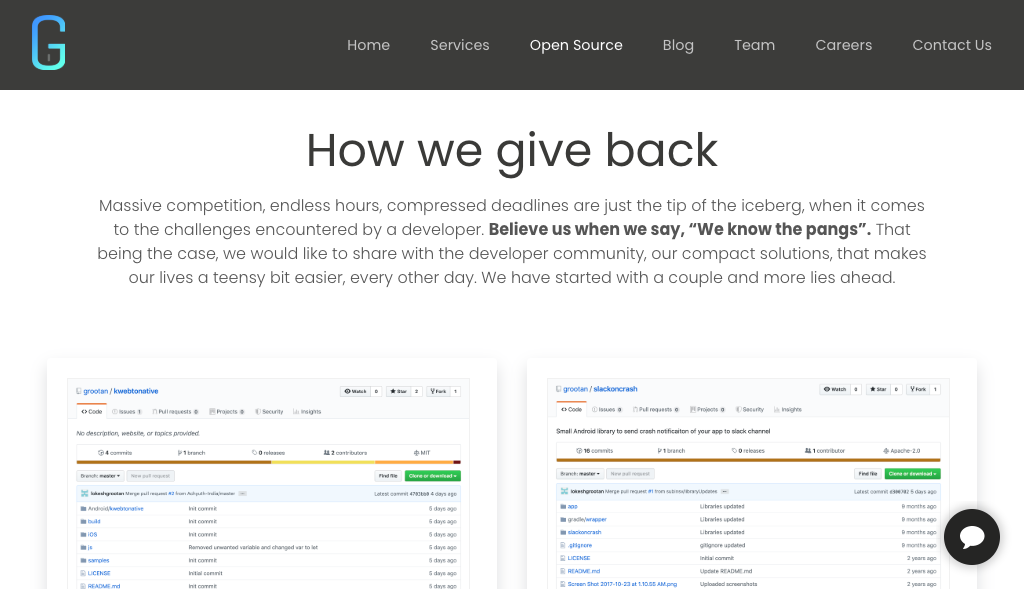 G
Home Services Open Source Blog Team Careers Contact Us
How we give back
Massive competition, endless hours, compressed deadlines are just the tip of the iceberg, when it comes
to the challenges encountered by a developer. Believe us when we say, “We know the pangs”. That
being the case, we would like to share with the developer community, our compact solutions, that makes
our lives a teensy bit easier, every other day. We have started with a couple and more lies ahead.
grootan / kwebtonative Watch 0 Star 2 Fork 1
Code Issues 1 Pull requests 0 Projects 0 Security Insights
No description, website, or topics provided.
4 commits 1 branch 0 releases 2 contributors MIT
Branch: master New pull request Find file Clone or download
lokeshgrootan Merge pull request #2 from Adhyuth-India/master Latest commit 5 days ago
Android/kwebtonative Init commit 5 days ago
build Init commit 5 days ago
iOS Init commit 5 days ago
js Removed unwanted variable and changed var to let 5 days ago
samples Init commit 5 days ago
LICENSE Initial commit 5 days ago
README.md Init commit 5 days ago
grootan / slackoncrash Watch 0 Star 0 Fork 1
Code Issues 0 Pull requests 0 Projects 0 Security Insights
Small Android library to send crash notificaiton of your app to slack channel
16 commits 1 branch 0 releases 1 contributor Apache-2.0
Branch: master New pull request Find file Clone or download
lokeshgrootan Merge pull request #1 from Latest commit 5 days ago
app Libraries updated 9 months ago
gradle/wrapper Libraries updated 9 months ago
slackoncrash Libraries updated 9 months ago
.gitignore gitignore updated 9 months ago
LICENSE Initial commit 2 years ago
README.md Update README.md 2 years ago
Screen Shot 2017-10-23 at 1.10.55 AM.png Uploaded screenshots 2 years ago